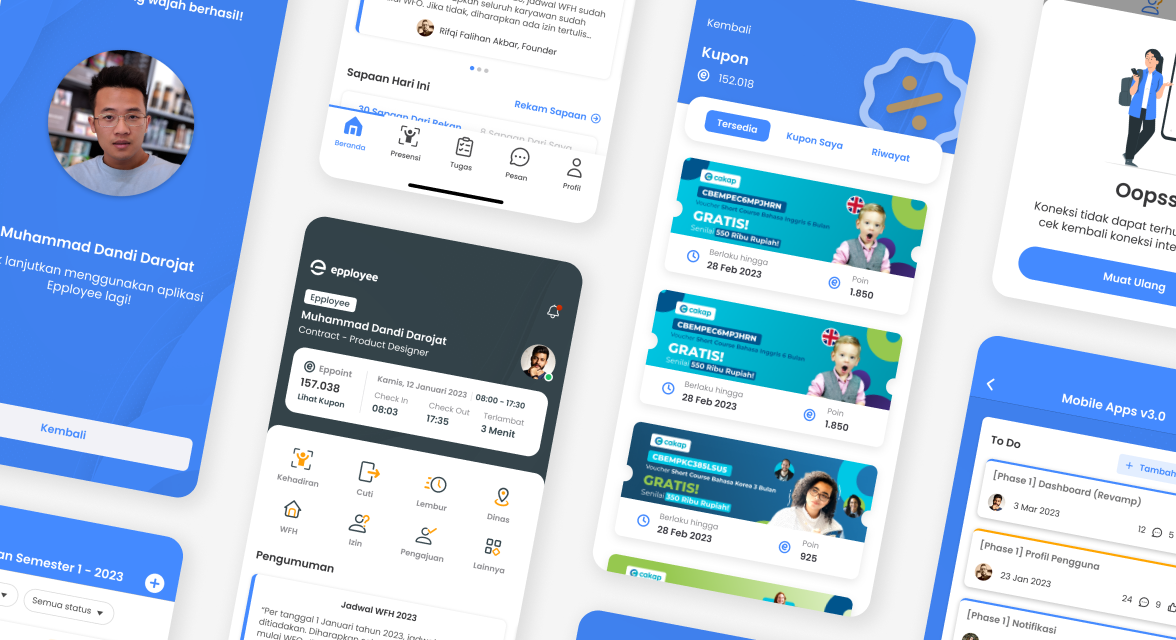 wajah berhasil!
Muhammad Dandi Darojat
lanjutkan menggunakan aplikasi
Epployee lagi!
Kembali
Semester 1 - 2023
Semua status
jadwal WFH sudah
seluruh karyawan sudah
WFO. Jika tidak, diharapkan ada izin tertulis...
Rifqi Falihan Akbar, Founder
Sapaan Hari Ini
Rekam Sapaan
30 Sapaan Dari Rekan
8 Sapaan Dari Saya
Beranda
Presensi
Tugas
Pesan
Profil
epployee
Epployee
Muhammad Dandi Darojat
Contract - Product Designer
Eppoint
157.038
Lihat Kupon
Kamis, 12 Januari 2023
08:00 - 17:30
Check In
08:03
Check Out
17:35
Terlambat
3 Menit
Kehadiran
Cuti
Lembur
Dinas
WFH
Izin
Pengajuan
Lainnya
Pengumuman
Jadwal WFH 2023
"Per tanggal 1 Januari tahun 2023, jadwal
ditiadakan. Diharapkan
mulai WFO.
Kembali
Kupon
152.018
Tersedia
Kupon Saya
Riwayat
cakap
CBEMPEC6MPJHRN
Voucher Short Course Bahasa Inggris 6 Bulan
GRATIS!
Senilai 550 Ribu Rupiah!
Berlaku hingga
28 Feb 2023
Poin
1.850
cakap
CBEMPEC6MPJHRN
Voucher Short Course Bahasa Inggris 6 Bulan
GRATIS!
Senilai 550 Ribu Rupiah!
Berlaku hingga
28 Feb 2023
Poin
1.850
cakap
CBEMPKC385LSUS
Voucher Short Course Bahasa Korea 3 Bulan
GRATIS!
Senilai 350 Ribu Rupiah!
Berlaku hingga
28 Feb 2023
Poin
925
cakap
Oopss
Koneksi tidak dapat
cek kembali koneksi
Muat Ulang
Mobile Apps v3.0
To Do
+ Tambah
[Phase 1] Dashboard (Revamp)
3 Mar 2023
12
5
[Phase 1] Profil Pengguna
23 Jan 2023
24
9
[Phase 1] Notifikasi